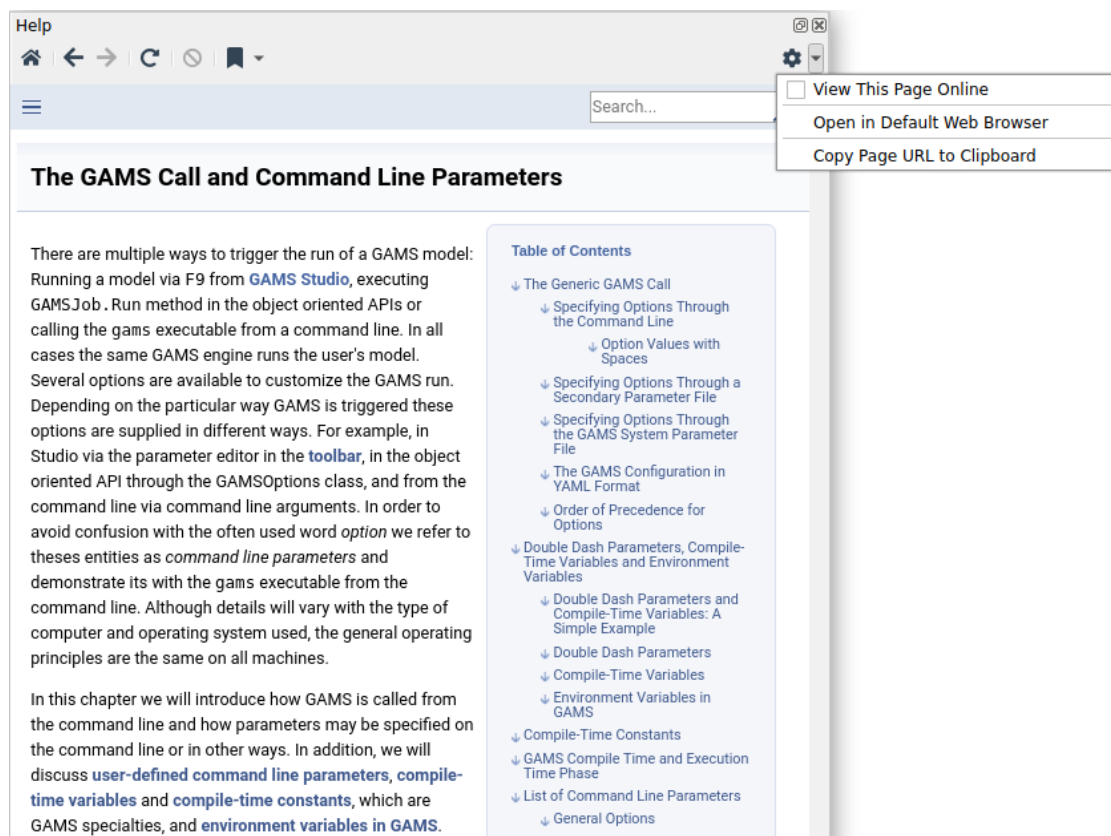 Help
View This Page Online
Search...
Open in Default Web Browser
Copy Page URL to Clipboard
The GAMS Call and Command Line Parameters
There are multiple ways to trigger the run of a GAMS model:
Running a model via F9 from GAMS Studio, executing
GAMSJob.Run method in the object oriented APIs or
calling the gams executable from a command line. In all
cases the same GAMS engine runs the user's model.
Several options are available to customize the GAMS run.
Depending on the particular way GAMS is triggered these
options are supplied in different ways. For example, in
Studio via the parameter editor in the toolbar, in the object
oriented API through the GAMSOptions class, and from the
command line via command line arguments. In order to
avoid confusion with the often used word option we refer to
theses entities as command line parameters and
demonstrate its with the gams executable from the
command line. Although details will vary with the type of
computer and operating system used, the general operating
principles are the same on all machines.
In this chapter we will introduce how GAMS is called from
the command line and how parameters may be specified on
the command line or in other ways. In addition, we will
discuss user-defined command line parameters, compile-
time variables and compile-time constants, which are
GAMS specialties, and environment variables in GAMS.
Table of Contents
↓ The Generic GAMS Call
↓ Specifying Options Through
the Command Line
↓ Option Values with
Spaces
↓ Specifying Options Through a
Secondary Parameter File
↓ Specifying Options Through
the GAMS System Parameter
File
↓ The GAMS Configuration in
YAML Format
↓ Order of Precedence for
Options
↓ Double Dash Parameters, Compile-
Time Variables and Environment
Variables
↓ Double Dash Parameters and
Compile-Time Variables: A
Simple Example
↓ Double Dash Parameters
↓ Compile-Time Variables
↓ Environment Variables in
GAMS
↓ Compile-Time Constants
↓ GAMS Compile Time and Execution
Time Phase
↓ List of Command Line Parameters
↓ General Options